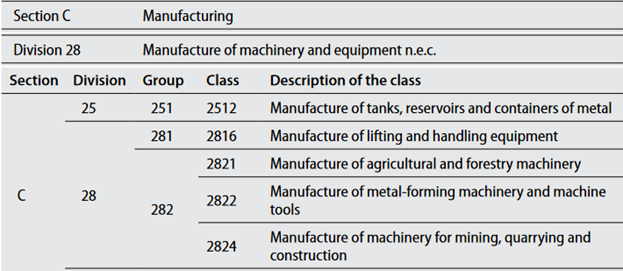 Section C Manufacturing
Division 28 Manufacture of machinery and equipment n.e.c.
Section Division Group Class Description of the class
25 251 2512 Manufacture of tanks, reservoirs and containers of metal
281 2816 Manufacture of lifting and handling equipment
2821 Manufacture of agricultural and forestry machinery
C 28 282 2822 Manufacture of metal-forming machinery and machine
tools
2824 Manufacture of machinery for mining, quarrying and
construction